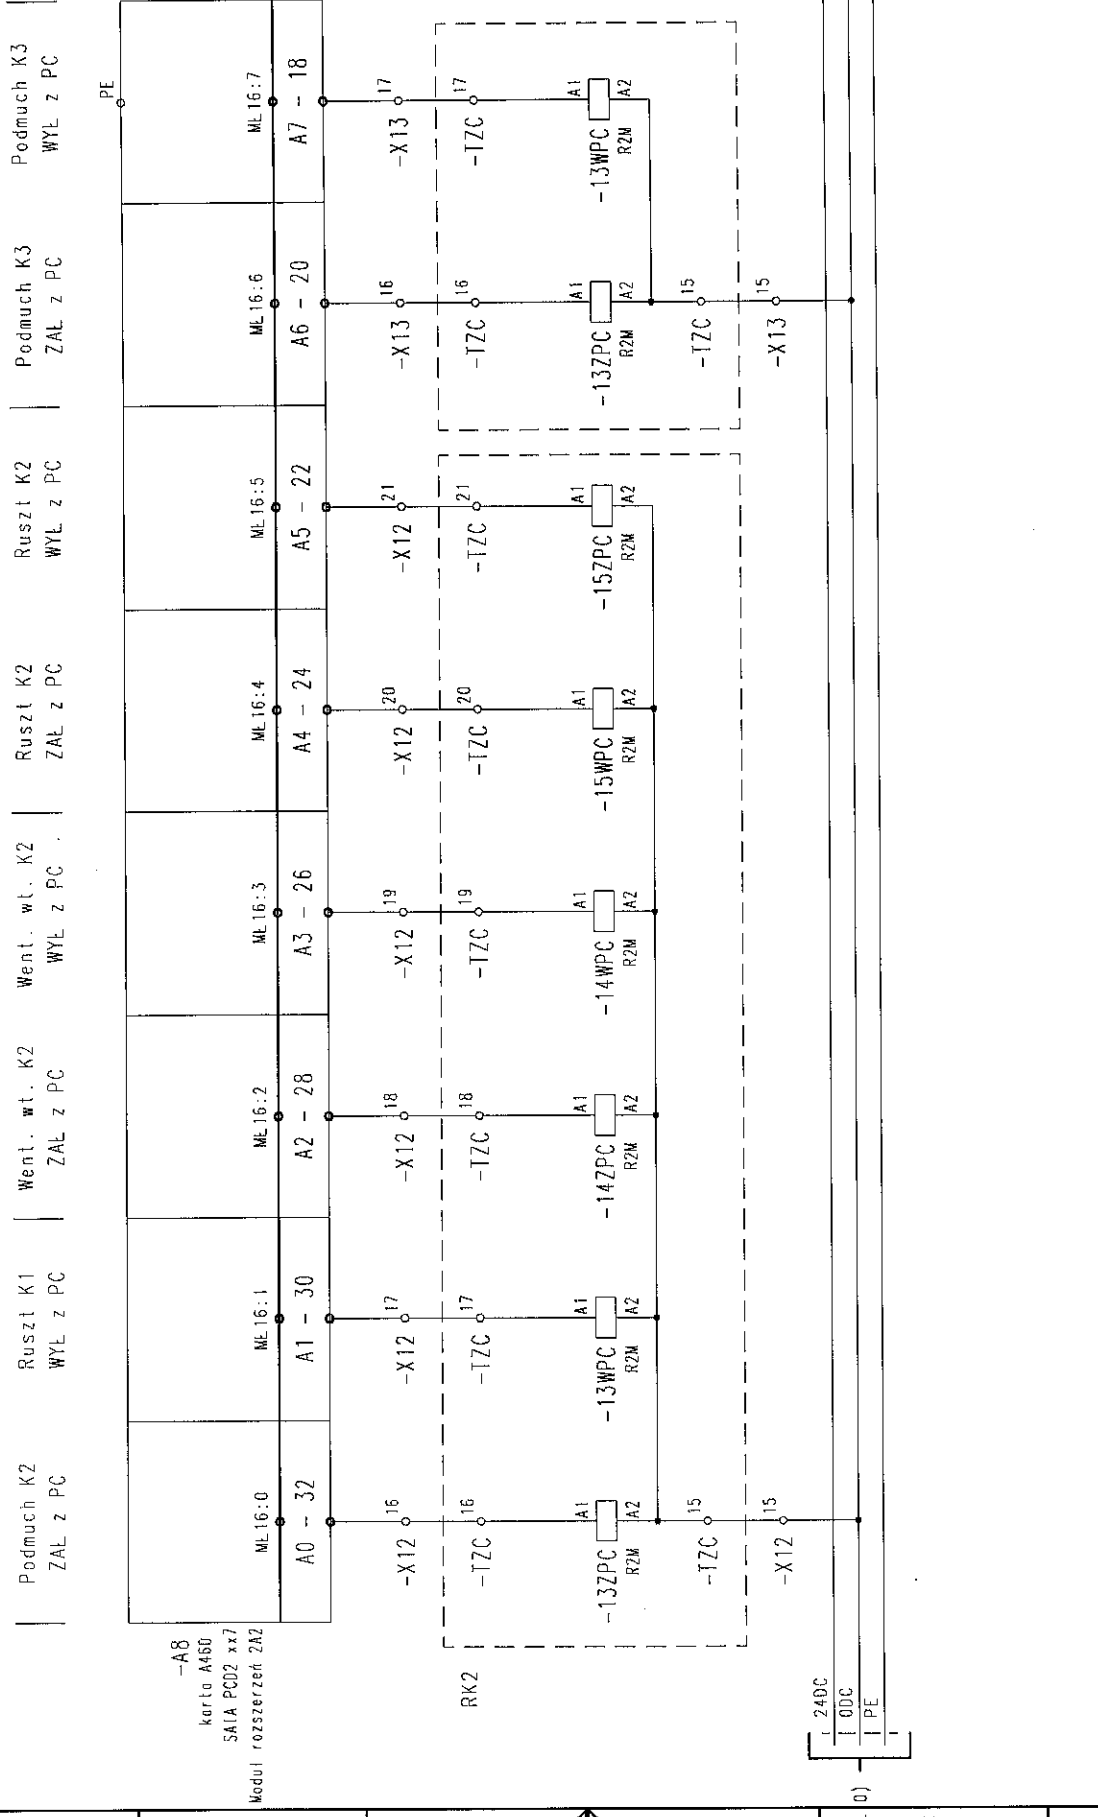 Podmuch K2
ZAŁ z PC
Ruszt K1
WYŁ z PC
Went. wt. K2
ZAŁ z PC
Went. wt. K2
WYŁ z PC
Ruszt K2
ZAŁ z PC
Ruszt K2
WYŁ z PC
Podmuch K3
ZAŁ z PC
Podmuch K3
WYŁ z PC
PE
-A8
karta A460
SAIA PCD2 xx7
Moduł rozszerzeń 2A2
MŁ16:0
MŁ16:1
MŁ16:2
MŁ16:3
MŁ16:4
MŁ16:5
MŁ16:6
MŁ16:7
A0 - 32
A1 - 30
A2 - 28
A3 - 26
A4 - 24
A5 - 22
A6 - 20
A7 - 18
-X12 16
-X12 17
-X12 18
-X12 19
-X12 20
-X12 21
-X13 16
-X13 17
RK2
-TZC 16
-TZC 17
-TZC 18
-TZC 19
-TZC 20
-TZC 21
-TZC 16
-TZC 17
A1 A1 A1 A1 A1 A1 A1 A1
-13ZPC
-13WPC
-14ZPC
-14WPC
-15WPC
-15ZPC
-13ZPC
-13WPC
R2M R2M R2M R2M R2M R2M R2M R2M
A2 A2 A2 A2 A2 A2 A2 A2
-TZC 15
-TZC 15
-X12 15
-X13 15
24DC
0DC
PE
0)